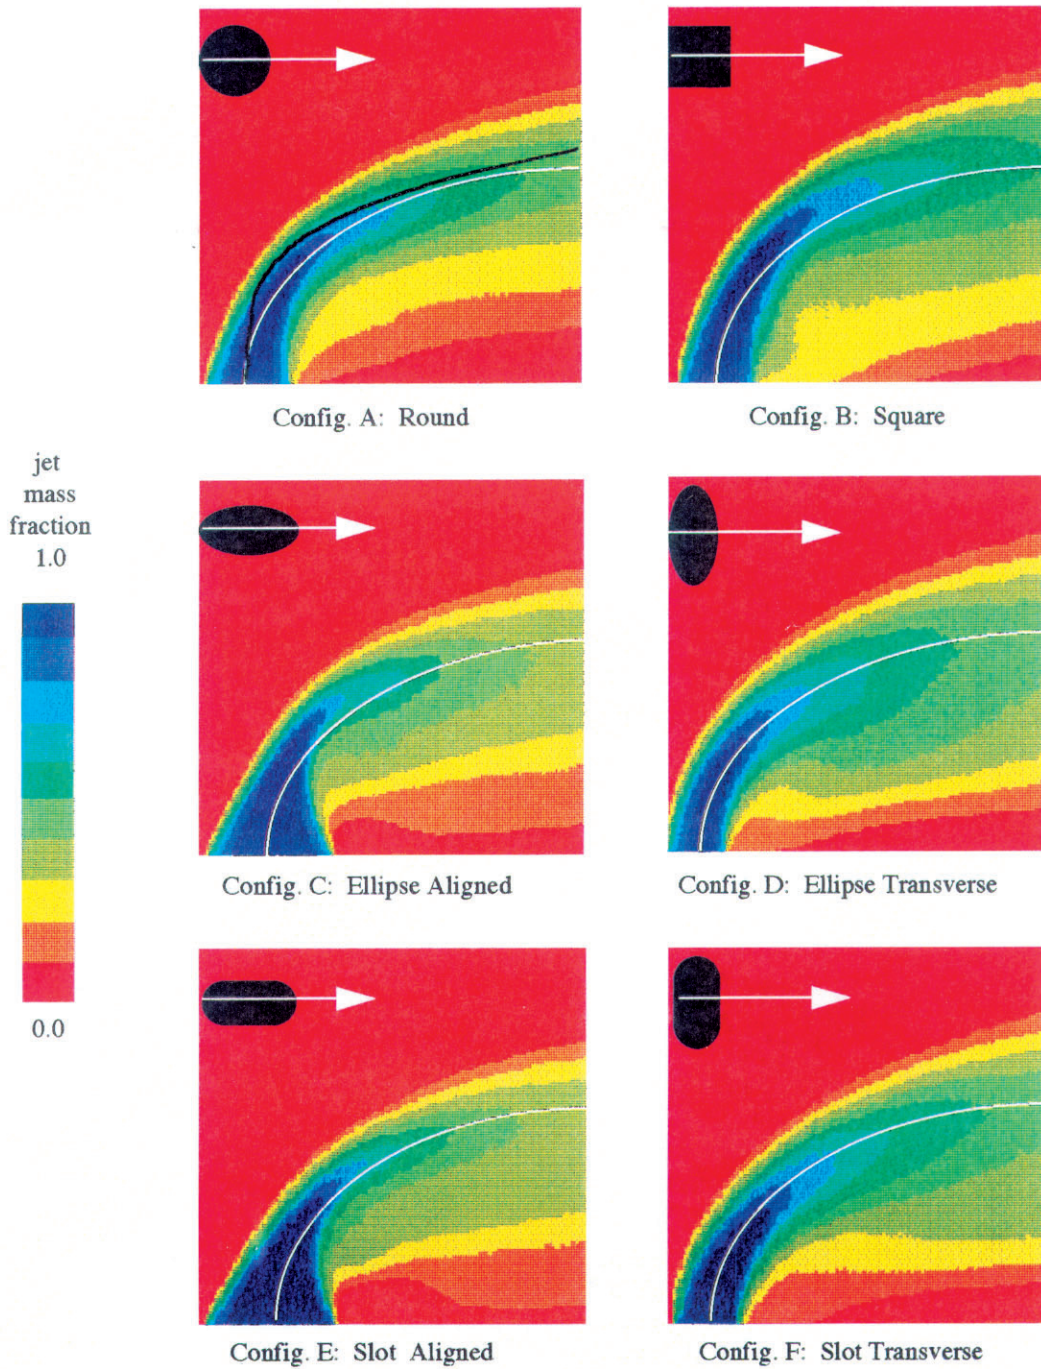 Config. A: Round
Config. B: Square
jet
mass
fraction
1.0
0.0
Config. C: Ellipse Aligned
Config. D: Ellipse Transverse
Config. E: Slot Aligned
Config. F: Slot Transverse